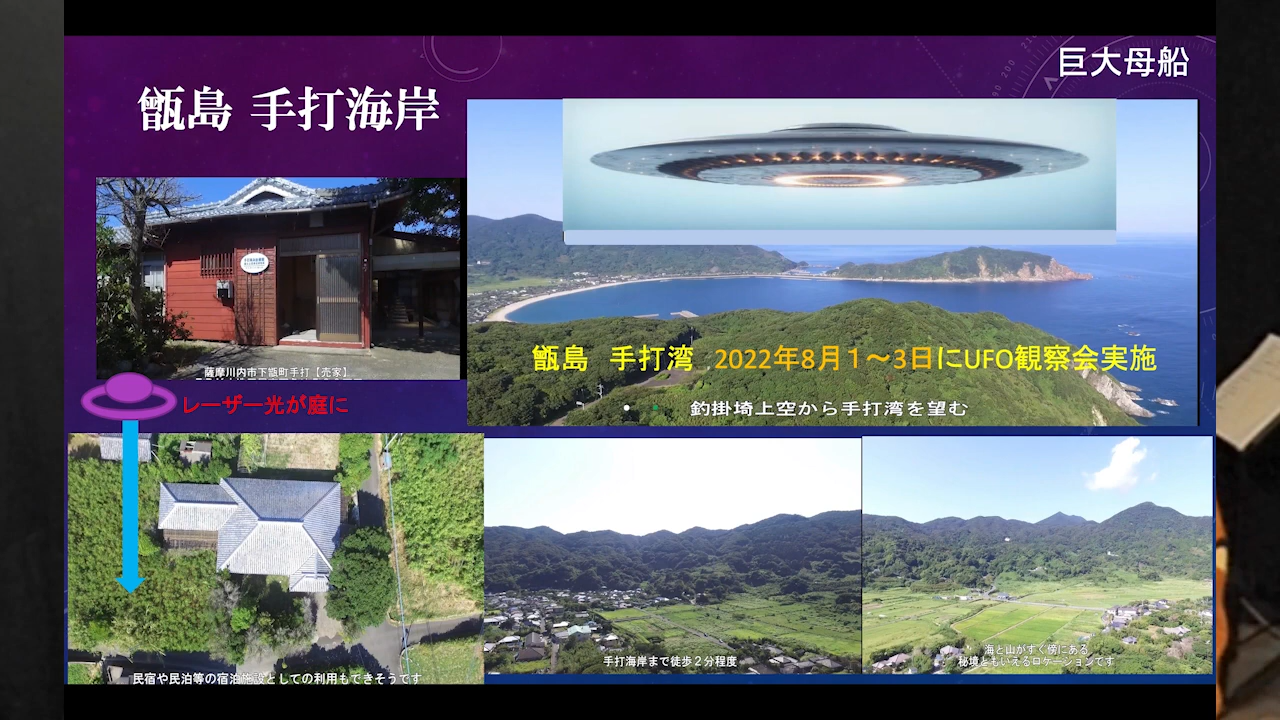 巨大母船
甑島 手打海岸
甑島　手打湾　2022年8月１～3日にUFO観察会実施
釣掛埼上空から手打湾を望む
薩摩川内市下甑町手打【売家】
レーザー光が庭に
民宿や民泊等の宿泊施設としての利用もできそうです
手打海岸まで徒歩２分程度
海と山がすぐ傍にある
秘境ともいえるロケーションです